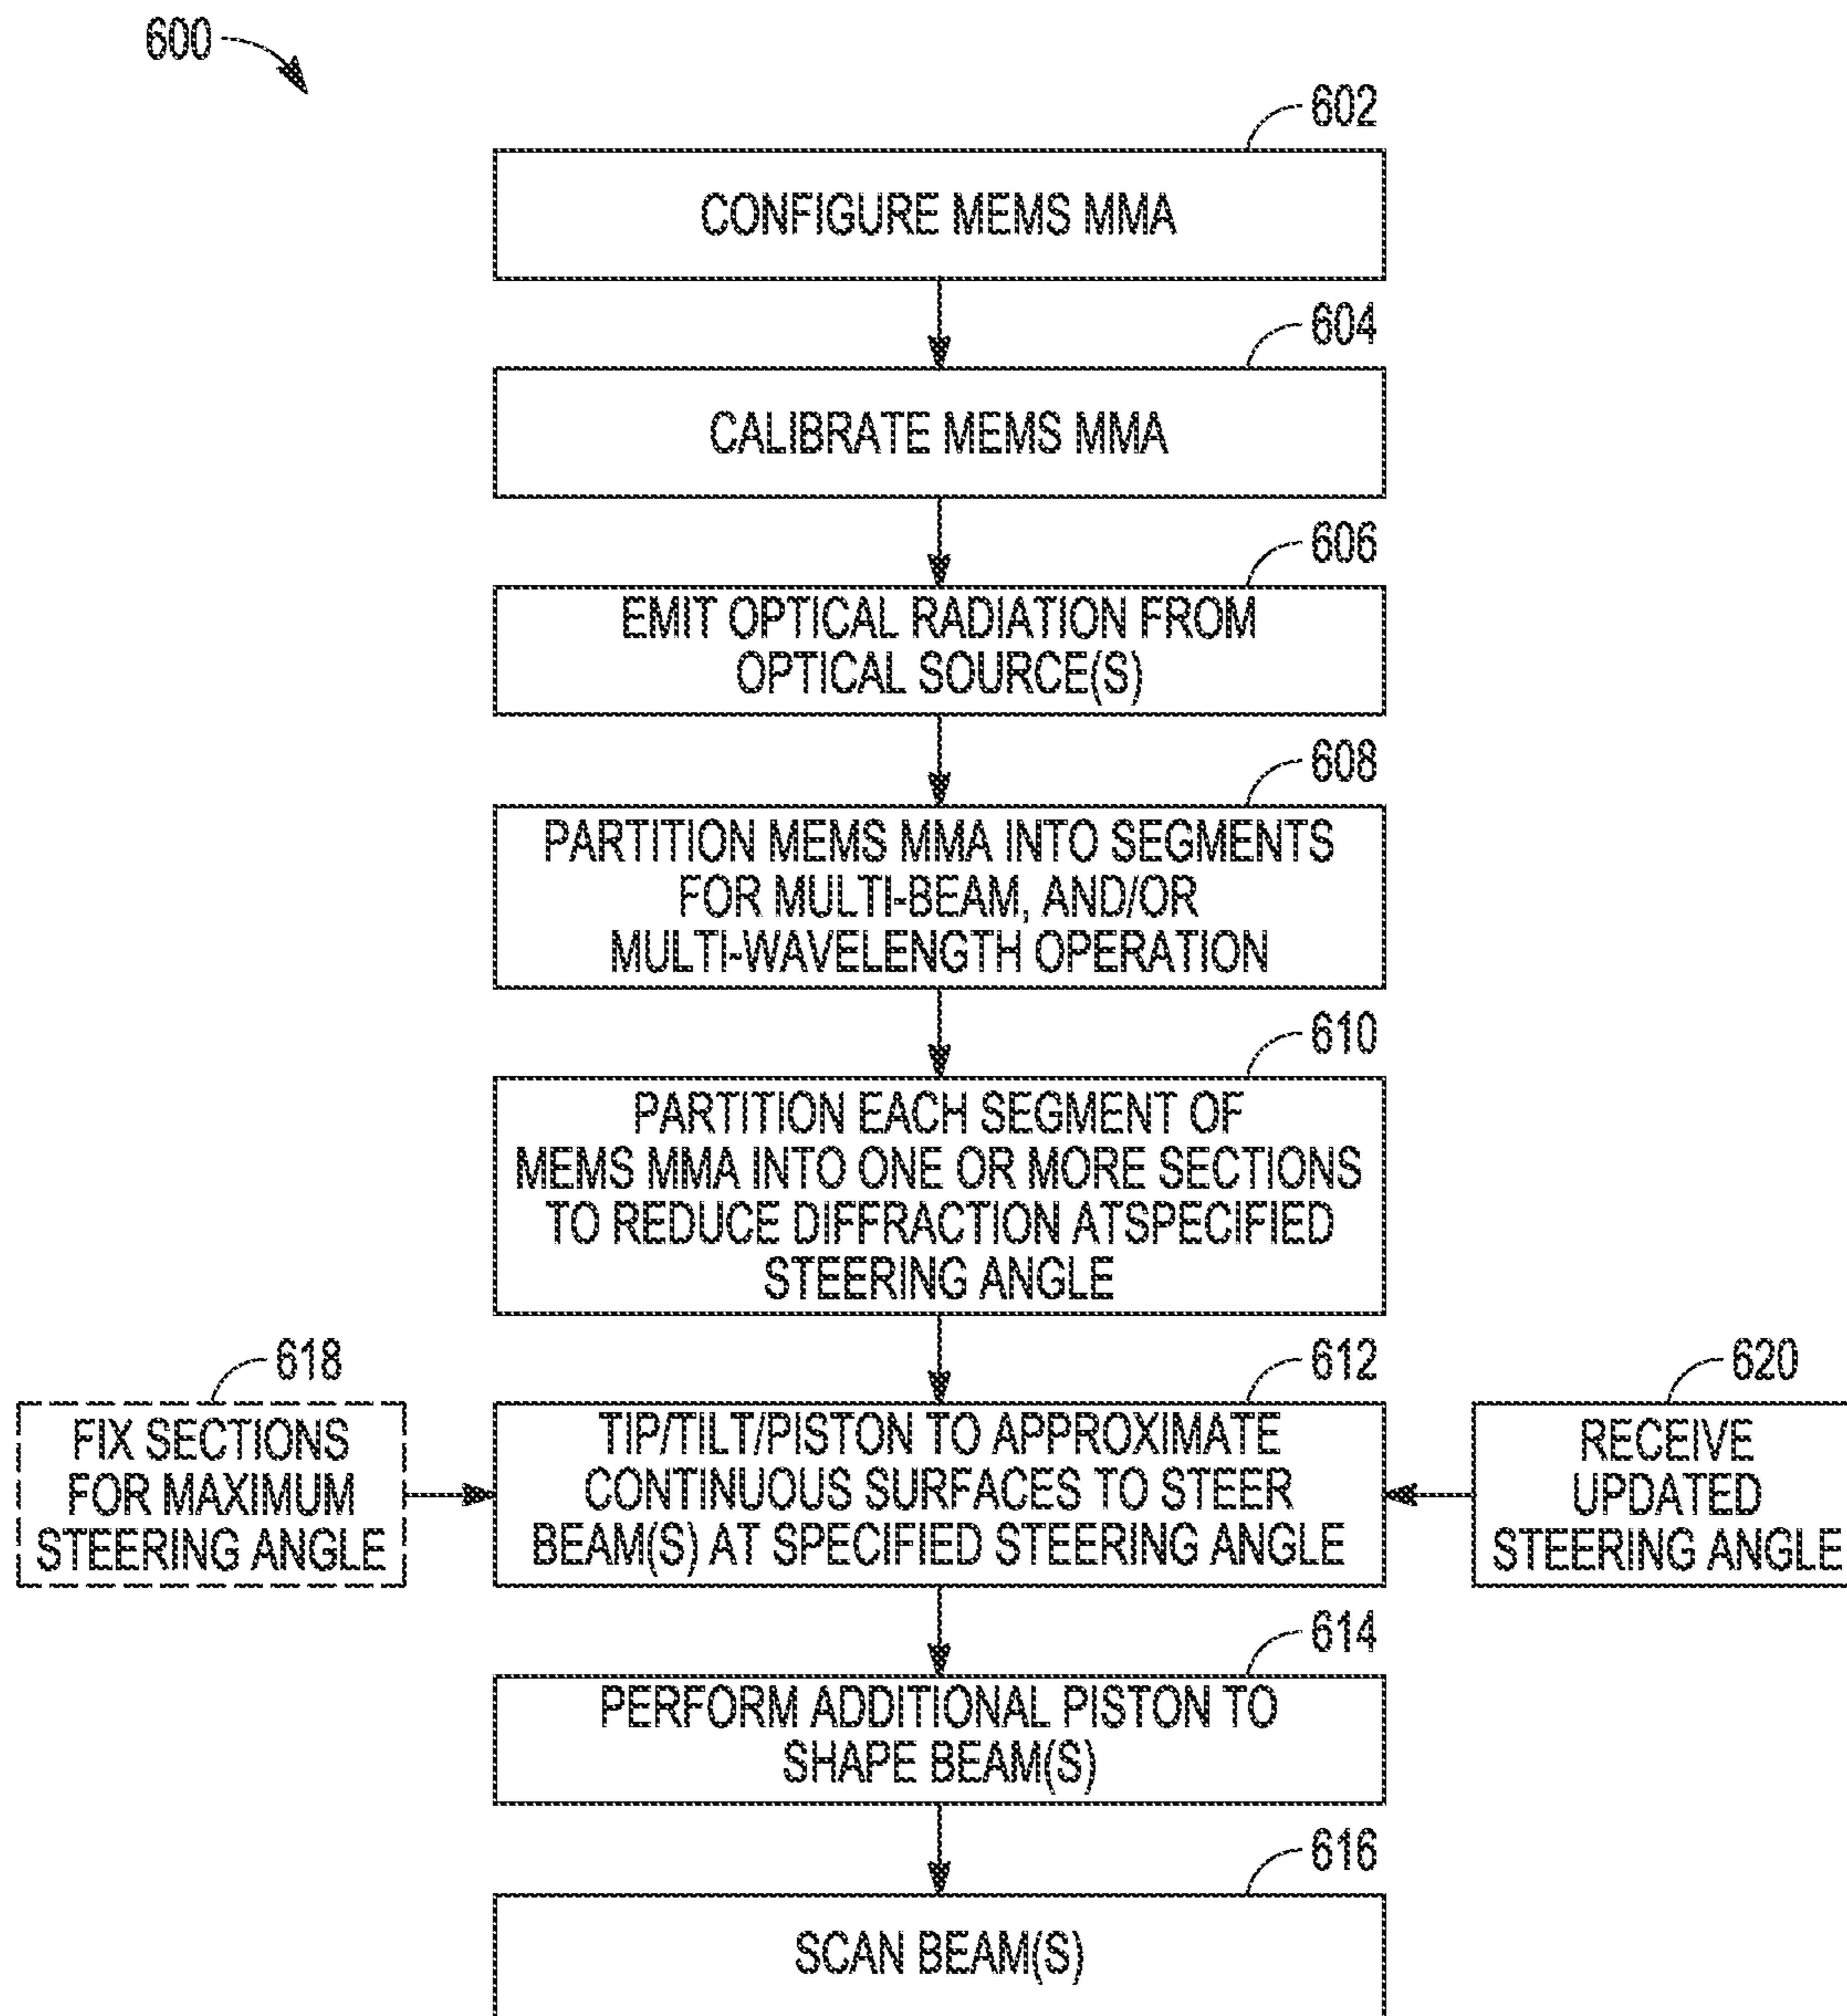 600
602
CONFIGURE MEMS MMA
604
CALIBRATE MEMS MMA
606
EMIT OPTICAL RADIATION FROM
OPTICAL SOURCE(S)
608
PARTITION MEMS MMA INTO SEGMENTS
FOR MULTI-BEAM, AND/OR
MULTI-WAVELENGTH OPERATION
610
PARTITION EACH SEGMENT OF
MEMS MMA INTO ONE OR MORE SECTIONS
TO REDUCE DIFFRACTION ATSPECIFIED
STEERING ANGLE
618
FIX SECTIONS
FOR MAXIMUM
STEERING ANGLE
612
TIP/TILT/PISTON TO APPROXIMATE
CONTINUOUS SURFACES TO STEER
BEAM(S) AT SPECIFIED STEERING ANGLE
620
RECEIVE
UPDATED
STEERING ANGLE
614
PERFORM ADDITIONAL PISTON TO
SHAPE BEAM(S)
616
SCAN BEAM(S)